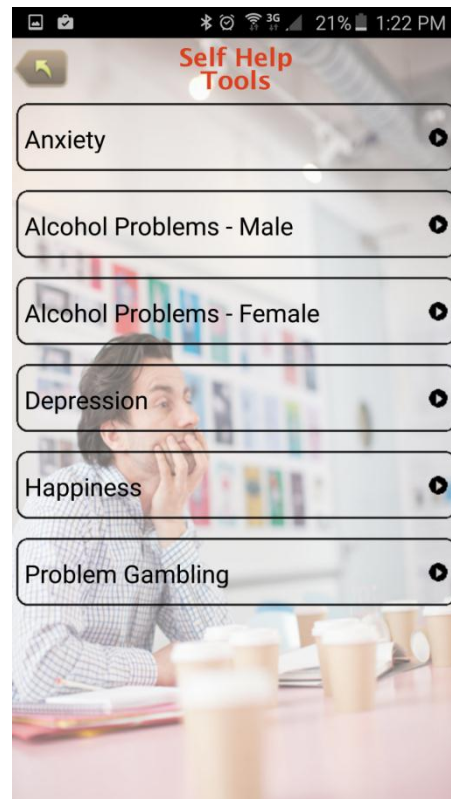 3G 21% 1:22 PM
Self Help
Tools
Anxiety
Alcohol Problems - Male
Alcohol Problems - Female
Depression
Happiness
Problem Gambling